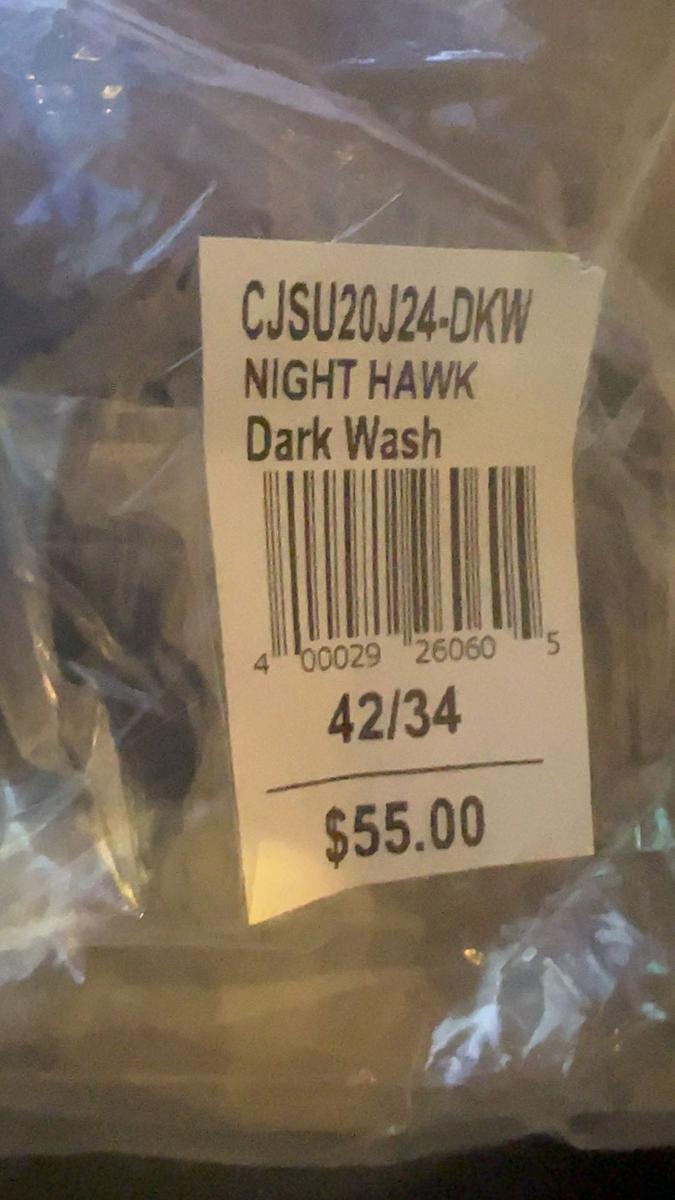 CJSU20J24-DKW
NIGHT HAWK
Dark Wash
4 00029 26060 5
42/34
$55.00